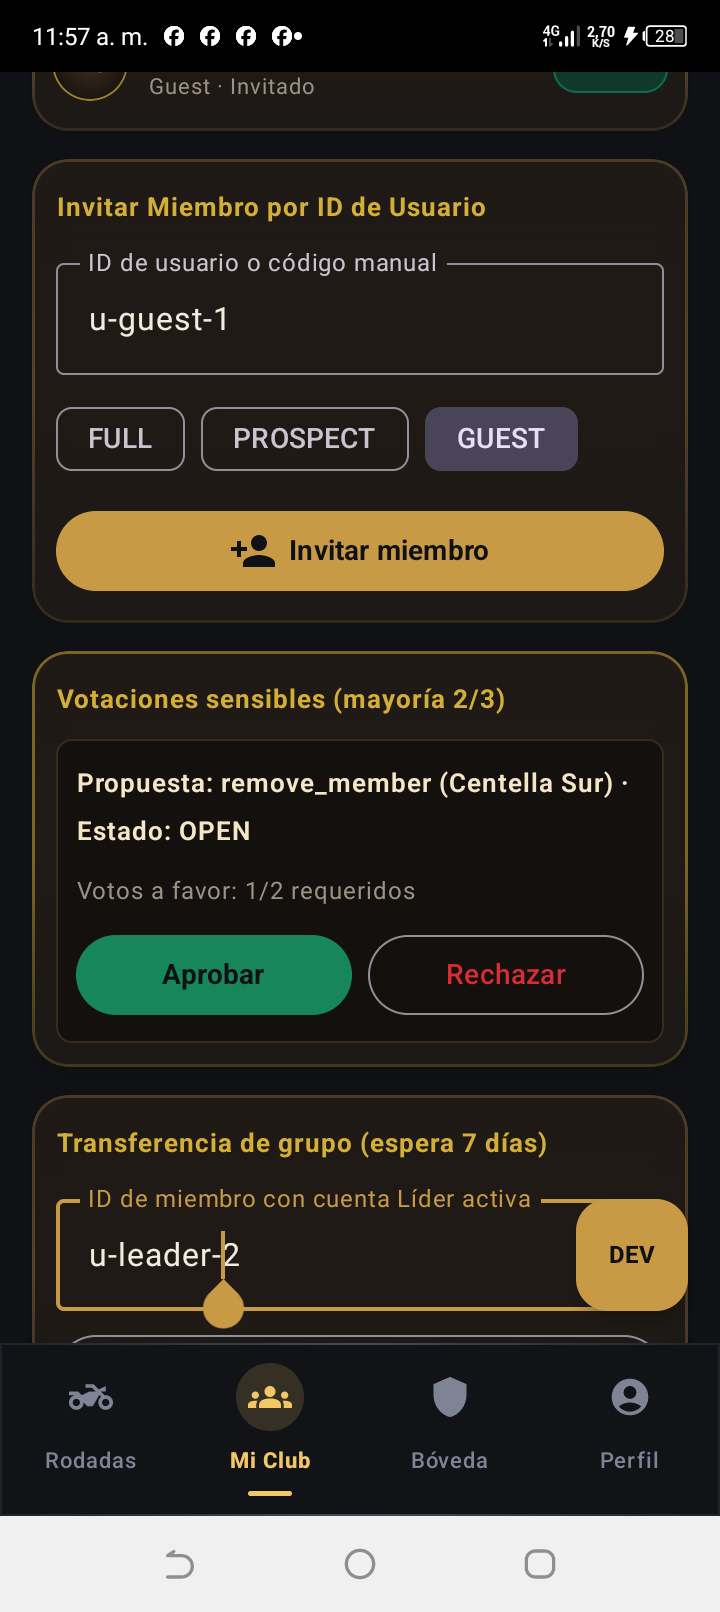 11:57 a. m.
4G
2,70
K/S
28
Guest · Invitado
Invitar Miembro por ID de Usuario
ID de usuario o código manual
u-guest-1
FULL PROSPECT GUEST
Invitar miembro
Votaciones sensibles (mayoría 2/3)
Propuesta: remove_member (Centella Sur) ·
Estado: OPEN
Votos a favor: 1/2 requeridos
Aprobar Rechazar
Transferencia de grupo (espera 7 días)
ID de miembro con cuenta Líder activa
u-leader-2
DEV
Rodadas Mi Club Bóveda Perfil